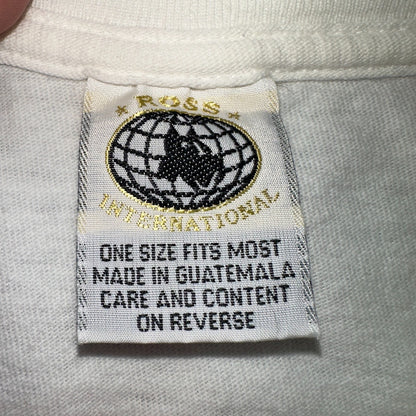 ROSS
INTERNATIONAL
ONE SIZE FITS MOST
MADE IN GUATEMALA
CARE AND CONTENT
ON REVERSE